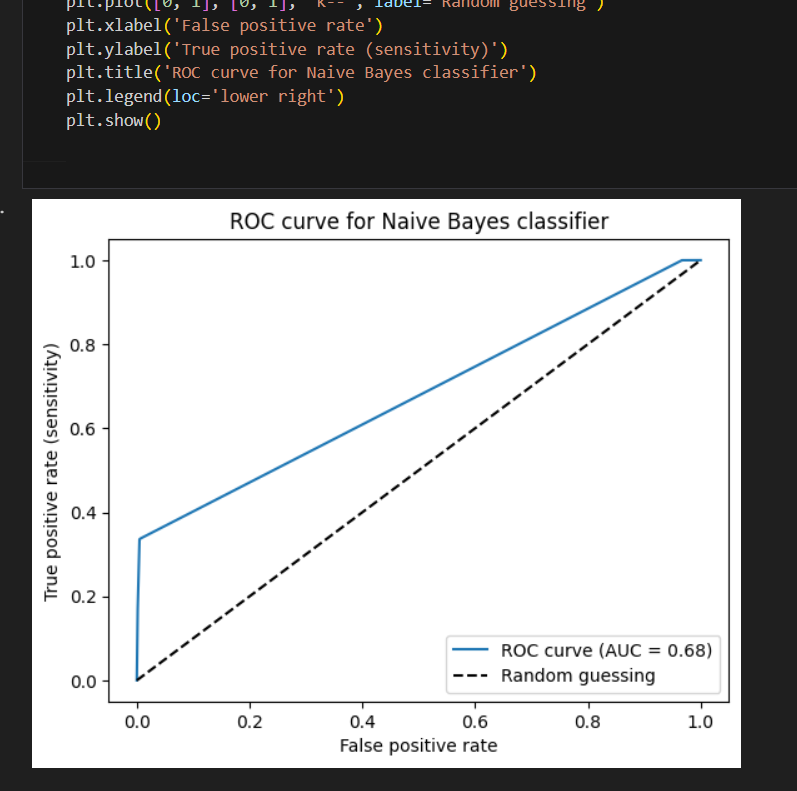 plt.plot([0, 1], [0, 1], 'k--', label='Random guessing')
plt.xlabel('False positive rate')
plt.ylabel('True positive rate (sensitivity)')
plt.title('ROC curve for Naive Bayes classifier')
plt.legend(loc='lower right')
plt.show()
ROC curve for Naive Bayes classifier
True positive rate (sensitivity)
1.0
0.8
0.6
0.4
0.2
0.0
ROC curve (AUC = 0.68)
Random guessing
0.0 0.2 0.4 0.6 0.8 1.0
False positive rate